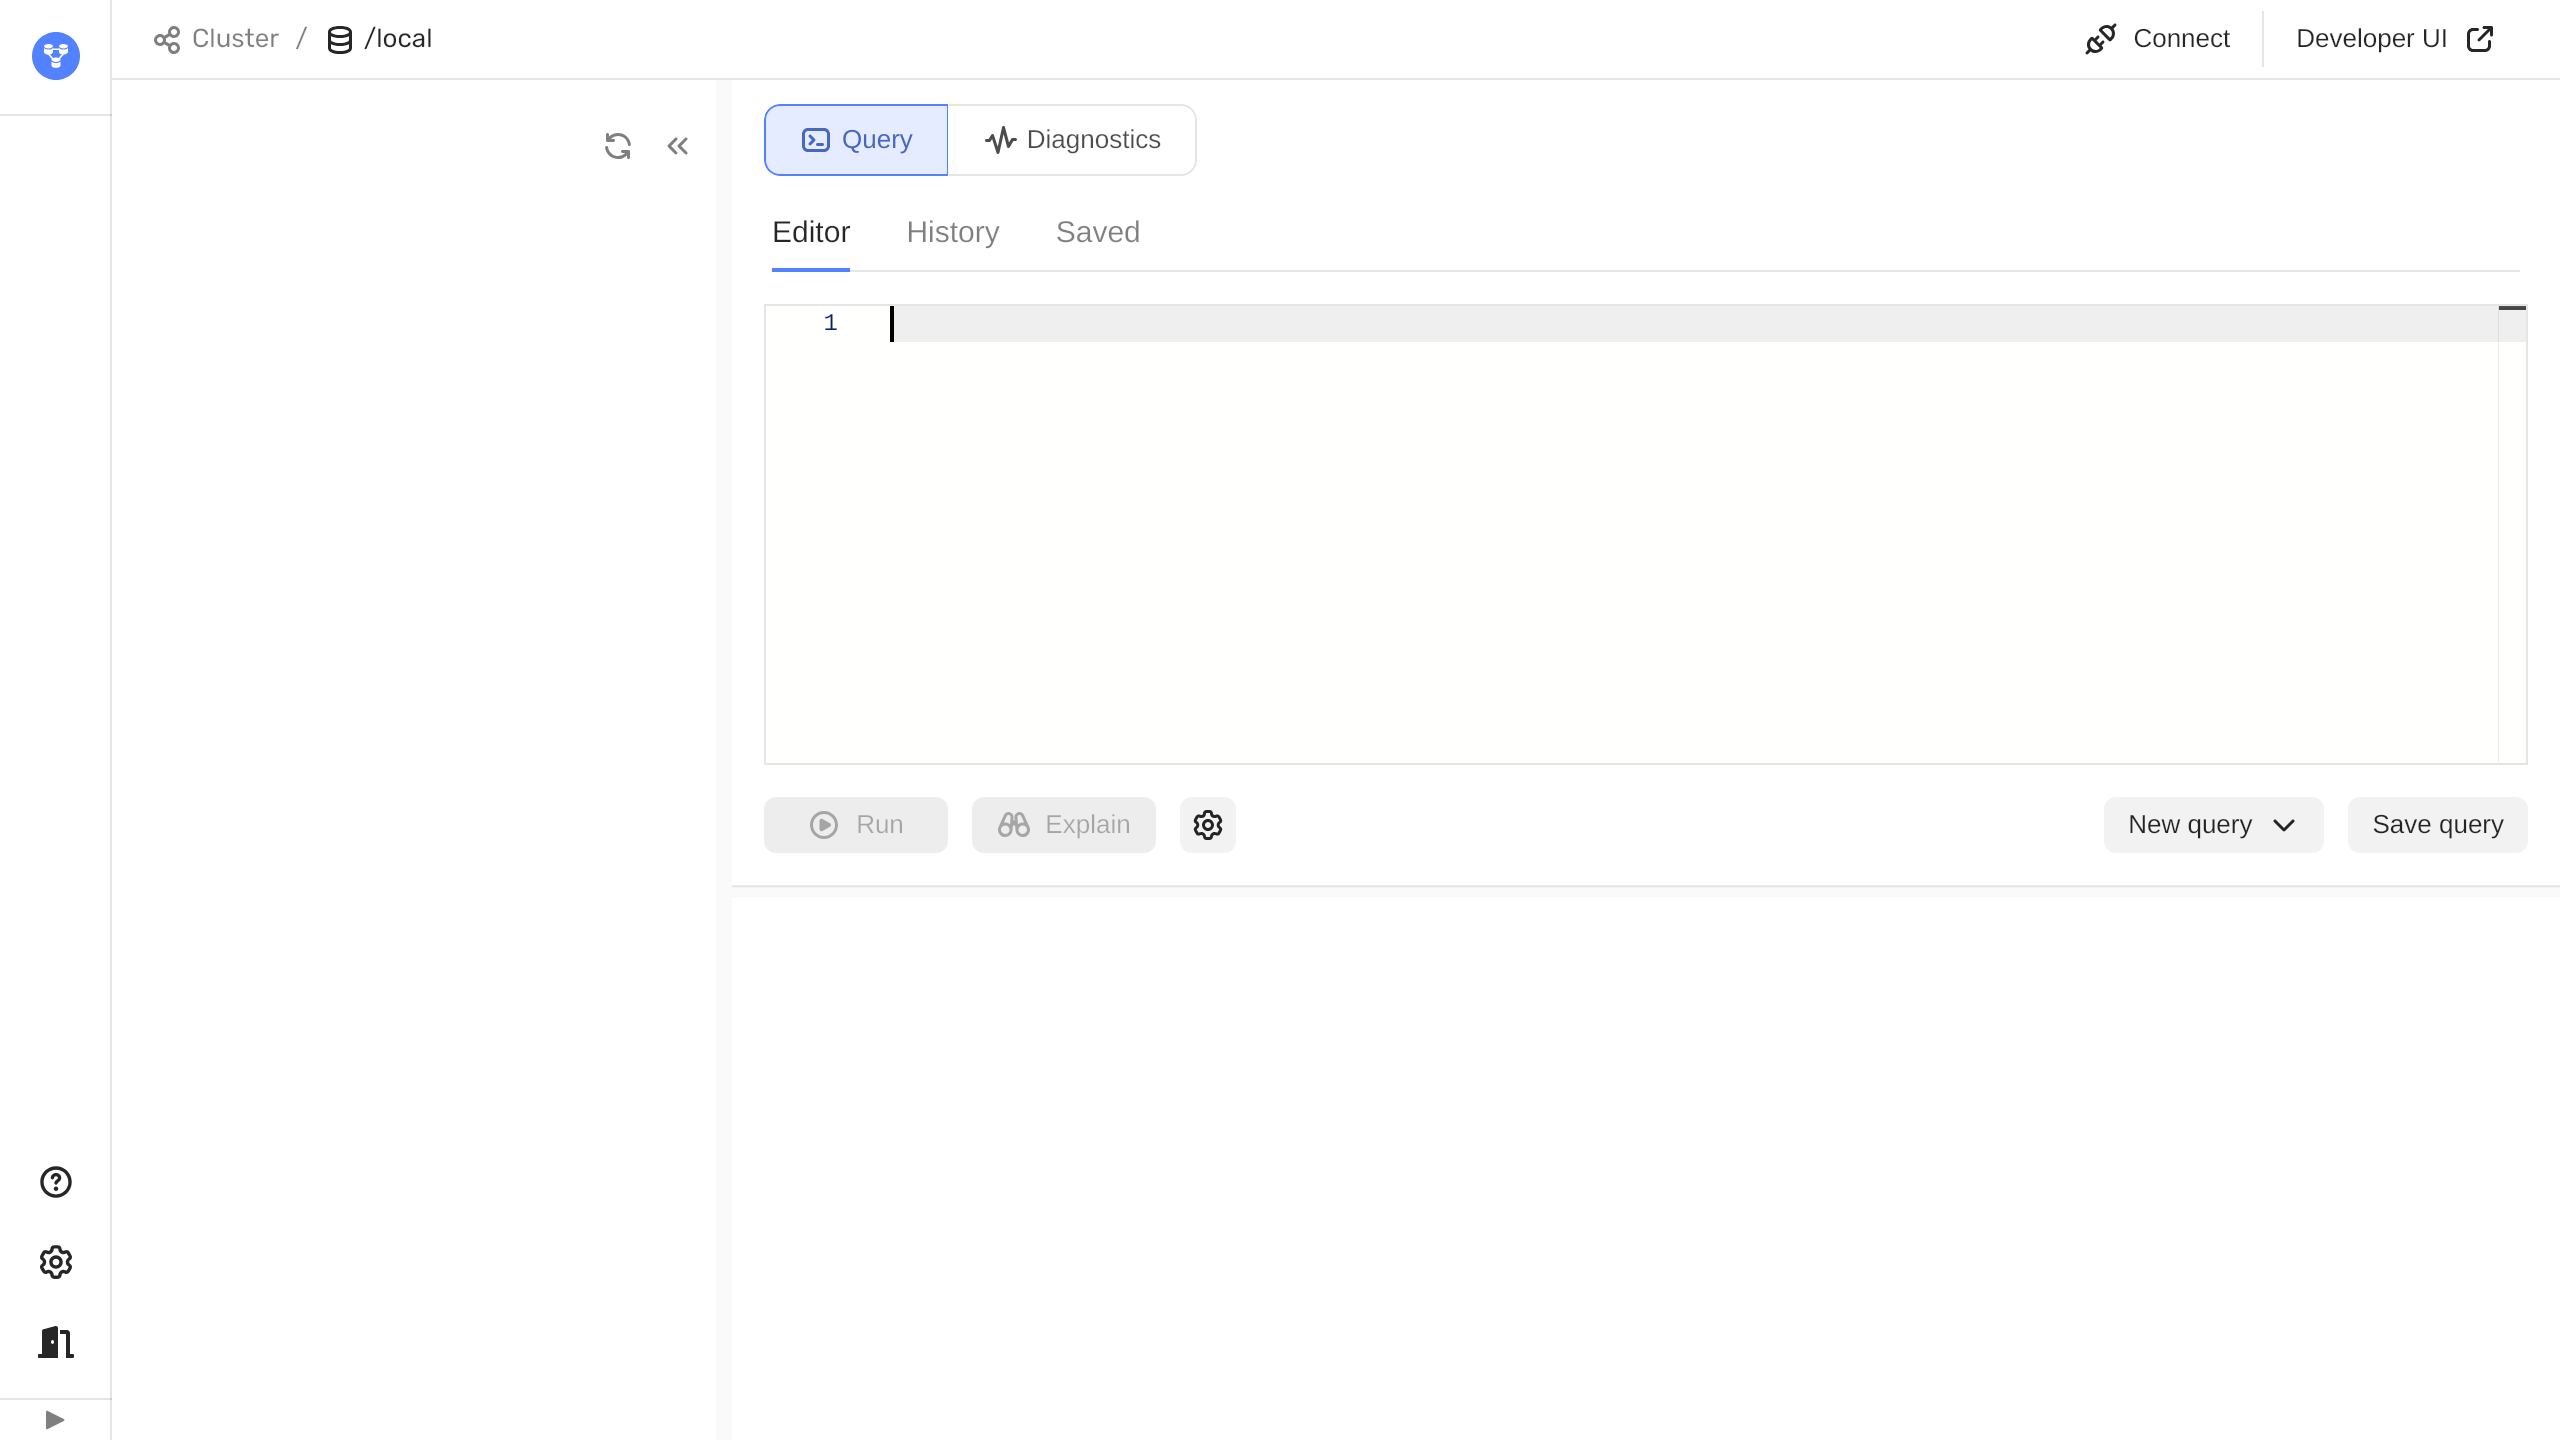 Cluster / /local
Connect
Developer UI
Query
Diagnostics
Editor
History
Saved
1
Run
Explain
New query
Save query